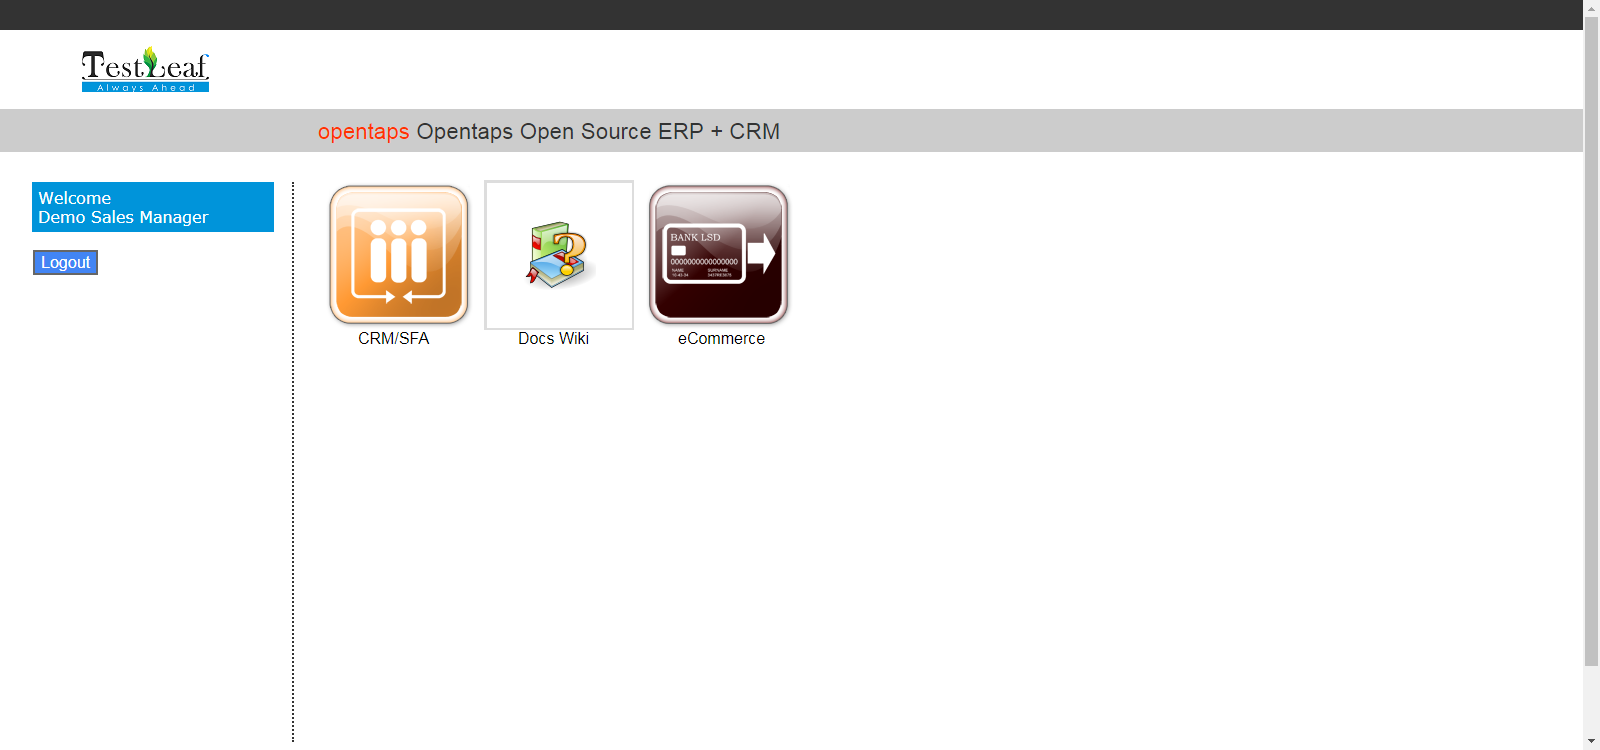 TestLeaf
Always Ahead
opentaps Opentaps Open Source ERP + CRM
Welcome
Demo Sales Manager
Logout
BANK LSD
0000000000000000
NAME SURNAME
CRM/SFA
Docs Wiki
eCommerce